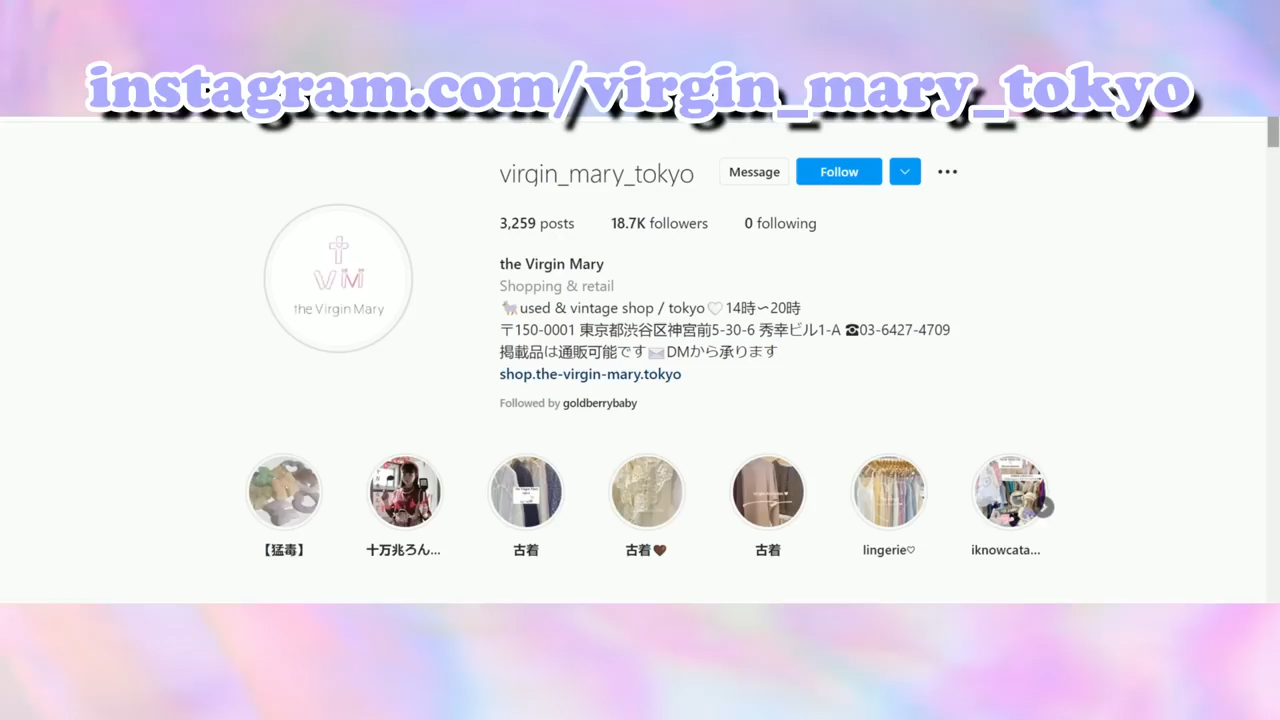 instagram.com/virgin_mary_tokyo
virgin_mary_tokyo Message Follow
3,259 posts 18.7K followers 0 following
VM
the Virgin Mary
the Virgin Mary
Shopping & retail
🐩used & vintage shop / tokyo🤍14時〜20時
〒150-0001 東京都渋谷区神宮前5-30-6 秀幸ビル1-A ☎03-6427-4709
掲載品は通販可能です✉️DMから承ります
shop.the-virgin-mary.tokyo
Followed by goldberrybaby
【猛毒】 十万兆ろん... 古着 古着🤎 古着 lingerie♡ iknowcata...